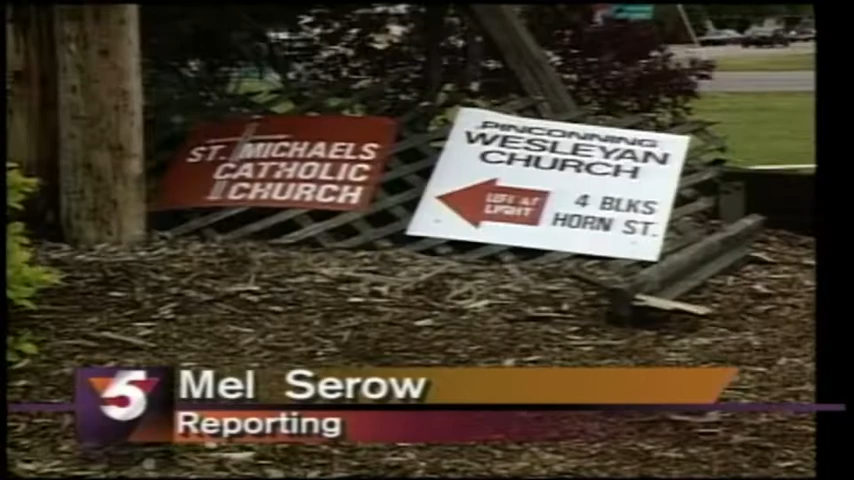 ST. MICHAELS
CATHOLIC
CHURCH
PINCONNING
WESLEYAN
CHURCH
LEFT AT
LIGHT
4 BLKS
HORN ST.
5
Mel Serow
Reporting